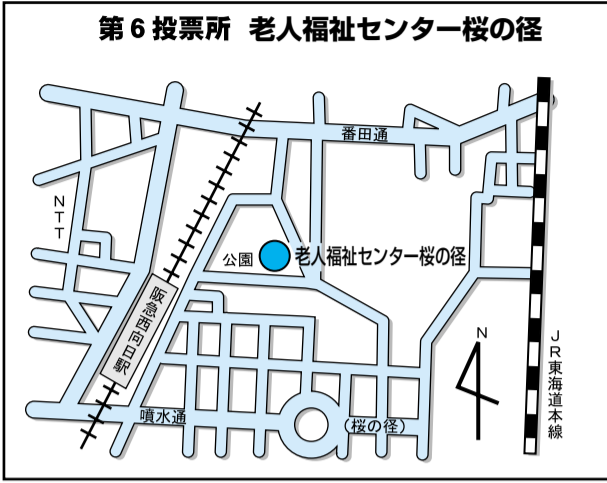 第6投票所 老人福祉センター桜の径
番田通
NTT
公園
老人福祉センター桜の径
阪急西向日駅
N
JR東海道本線
噴水通
(桜の径)